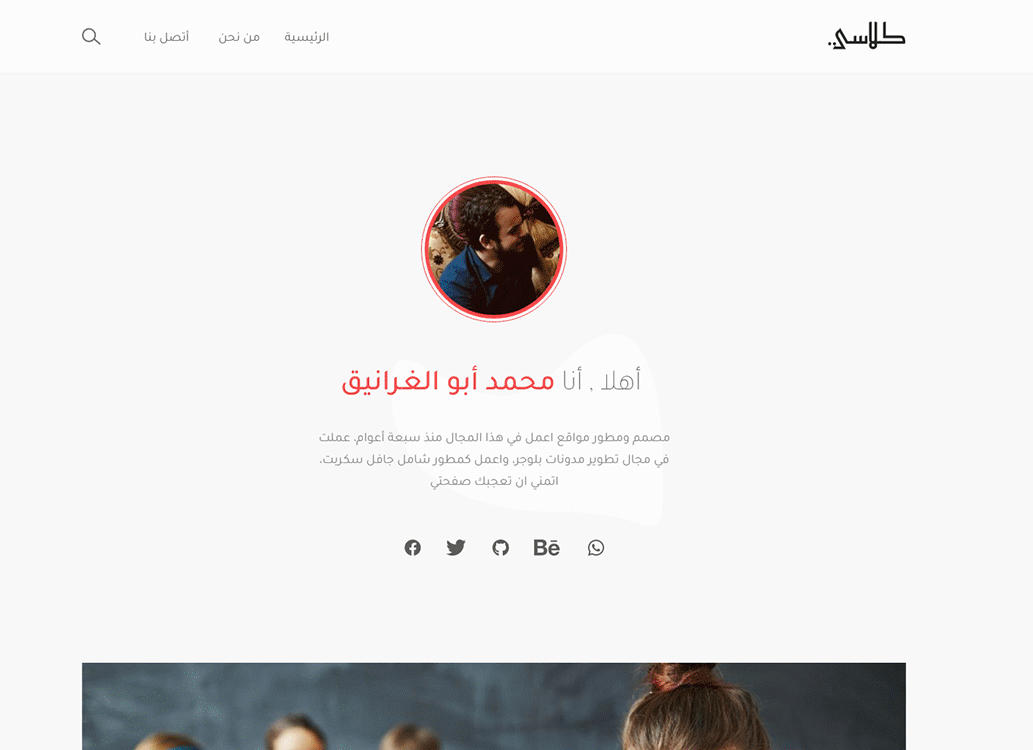 كلاسي..
الرئيسية
من نحن
أتصل بنا
أهلا , أنا محمد أبو الغرانيق
مصمم ومطور مواقع اعمل في هذا المجال منذ سبعة أعوام، عملت
في مجال تطوير مدونات بلوجر، واعمل كمطور شامل جافل سكريت،
اتمني ان تعجبك صفحتي
Bē